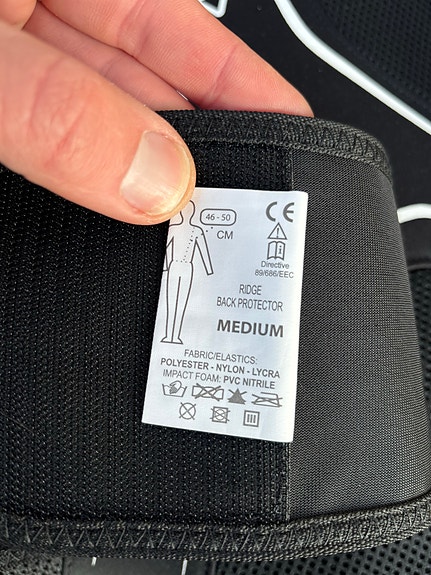 46 - 50
CM
CE
Directive
89/686/EEC
RIDGE
BACK PROTECTOR
MEDIUM
FABRIC/ELASTICS:
POLYESTER - NYLON - LYCRA
IMPACT FOAM: PVC NITRILE